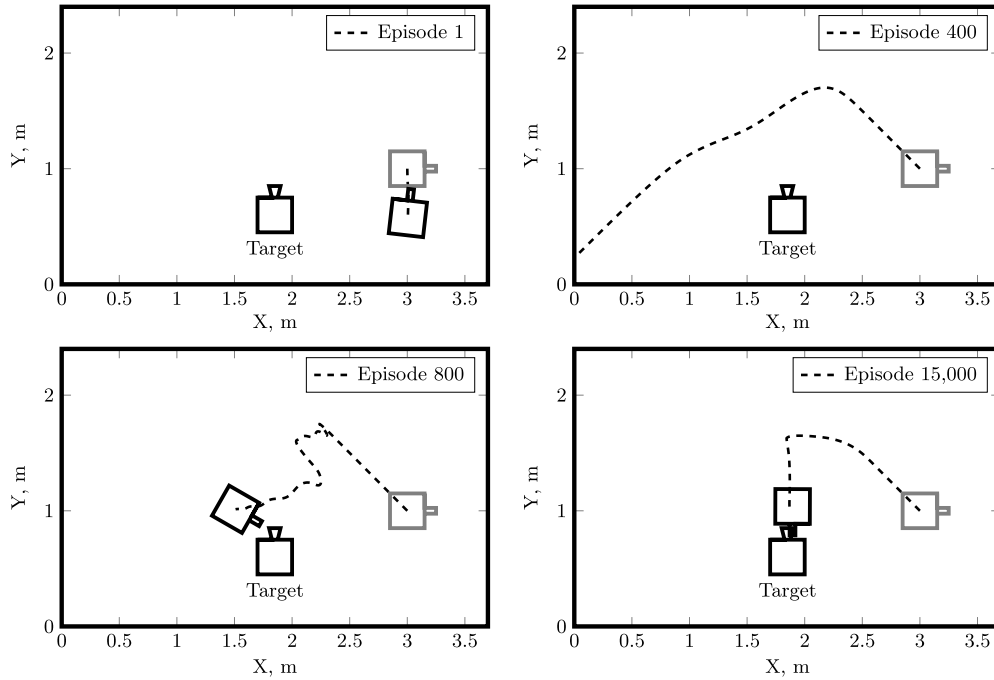 Episode 1
Y, m
2
1
0
Target
0 0.5 1 1.5 2 2.5 3 3.5
X, m
Episode 400
Y, m
2
1
0
Target
0 0.5 1 1.5 2 2.5 3 3.5
X, m
Episode 800
Y, m
2
1
0
Target
0 0.5 1 1.5 2 2.5 3 3.5
X, m
Episode 15,000
Y, m
2
1
0
Target
0 0.5 1 1.5 2 2.5 3 3.5
X, m